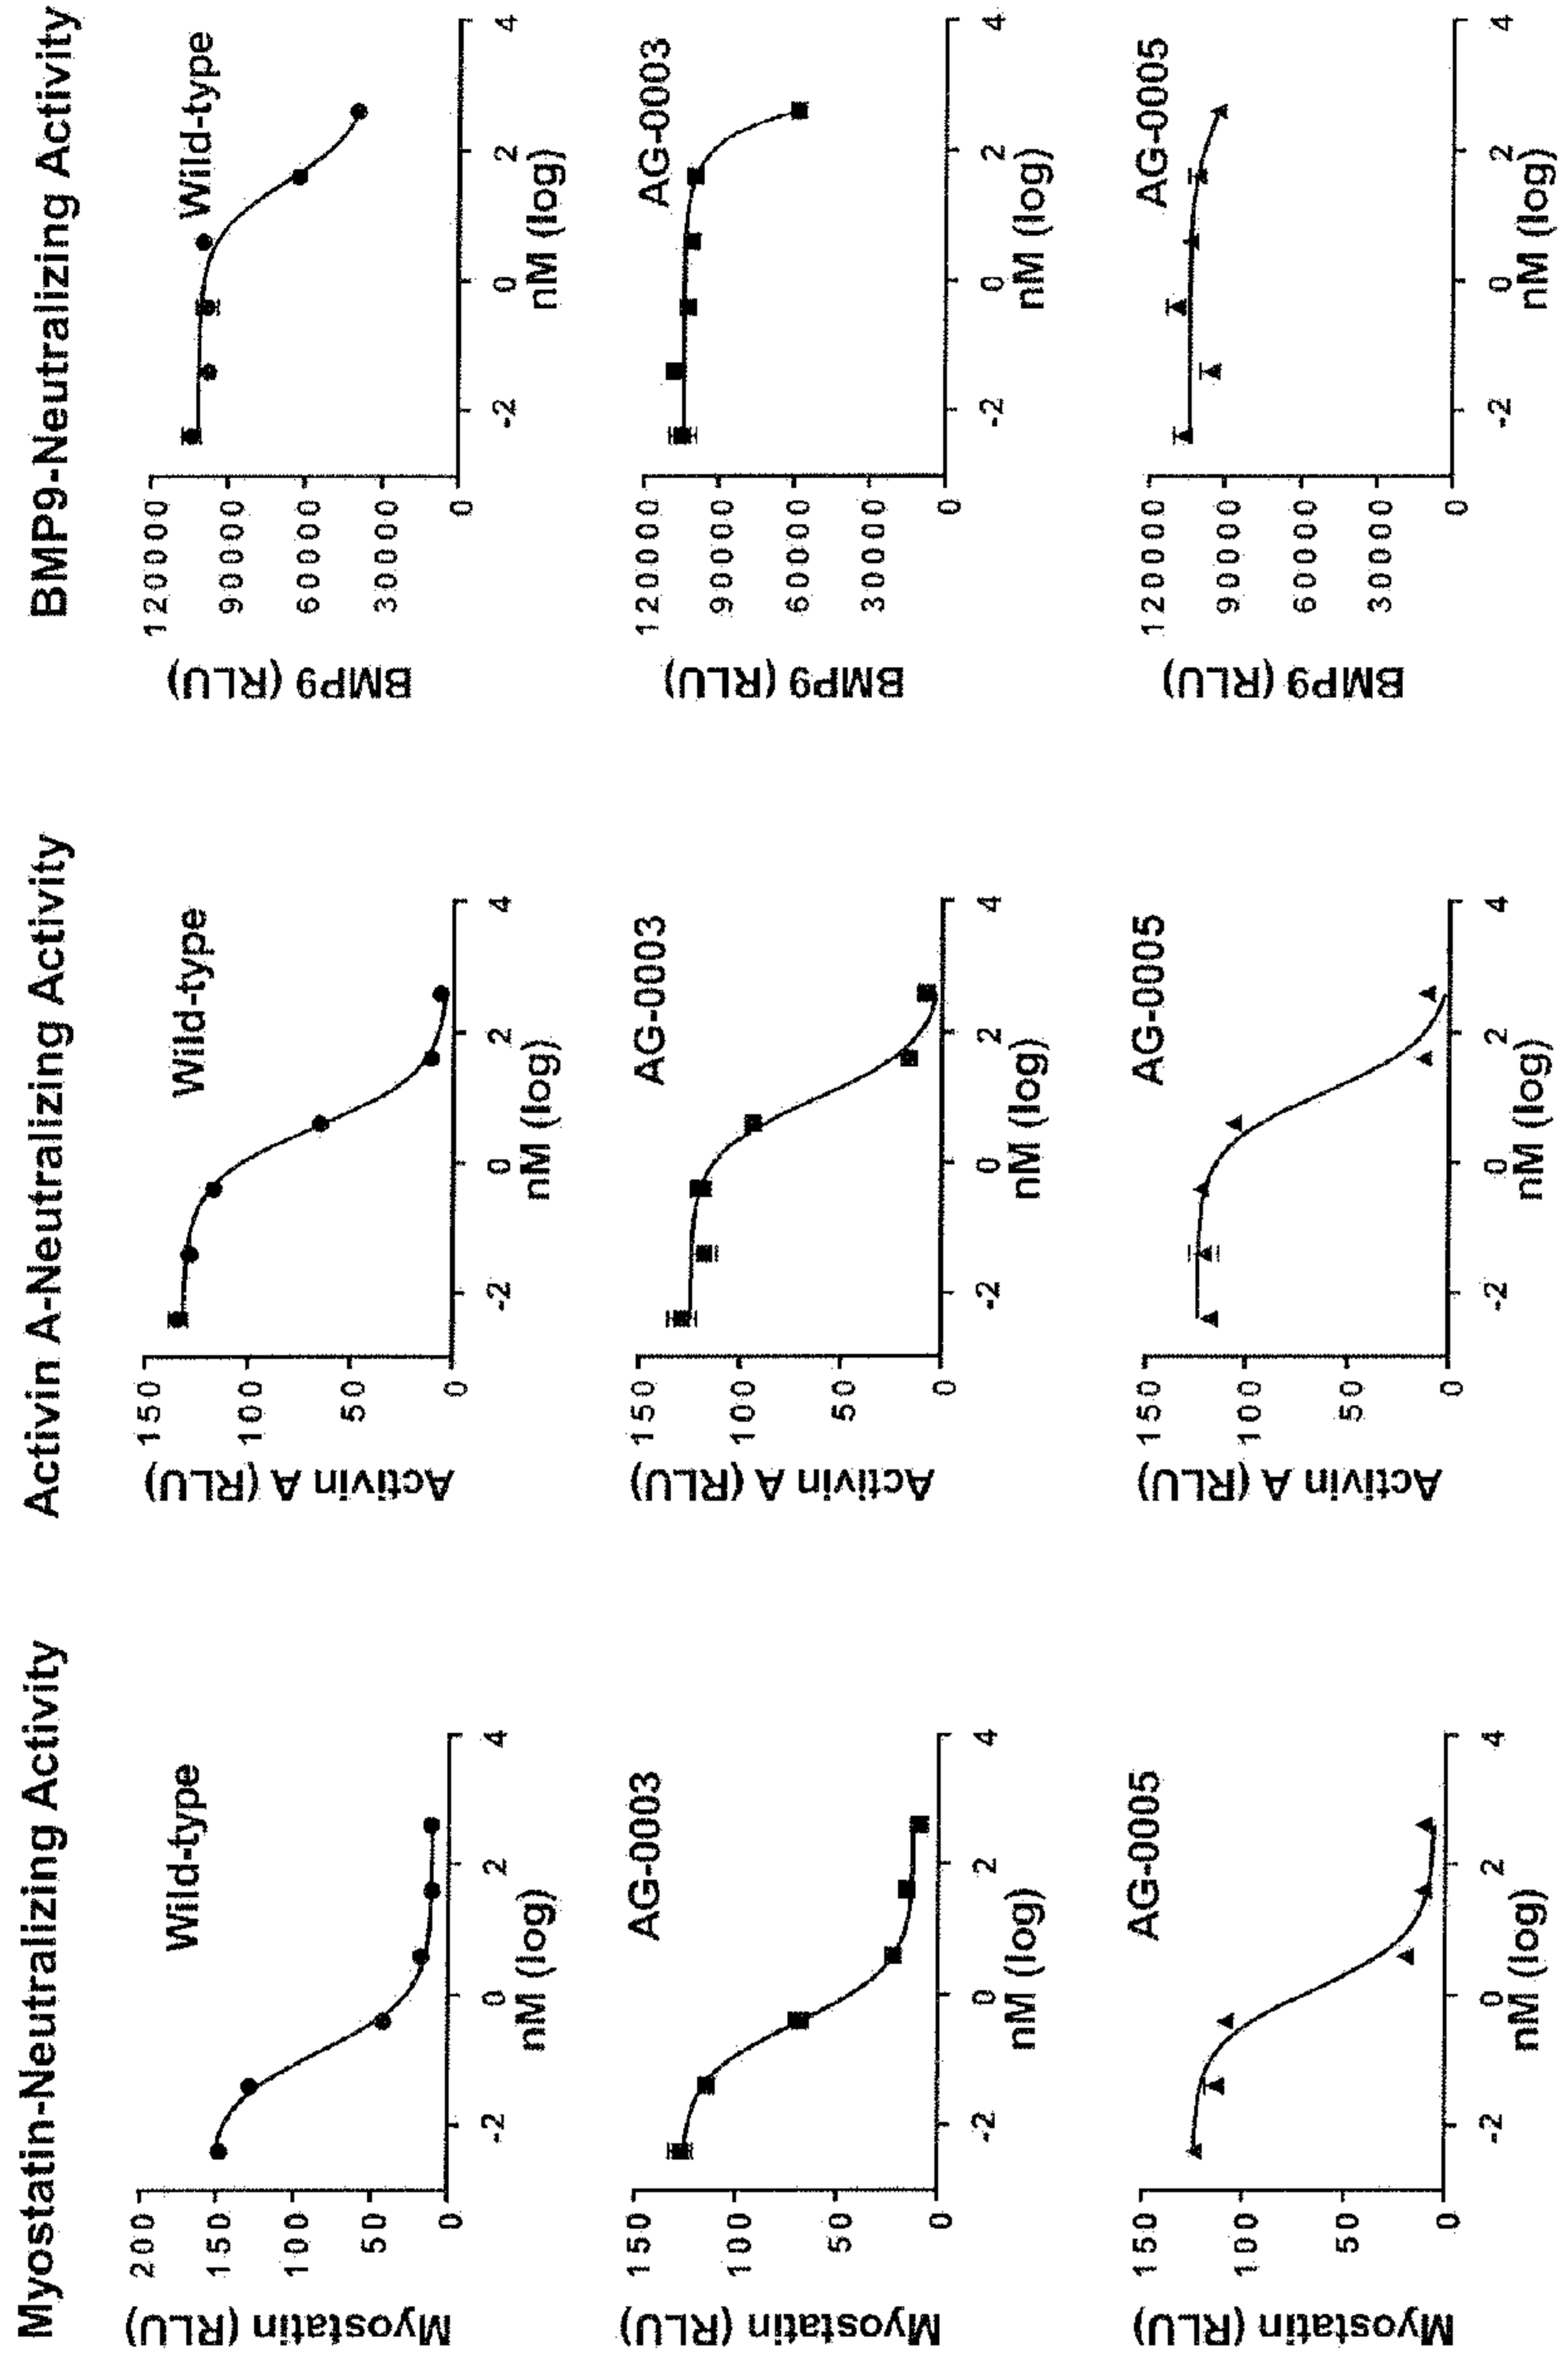 Myostatin-Neutralizing Activity
Activin A-Neutralizing Activity
BMP9-Neutralizing Activity
Myostatin (RLU)
200
150
100
50
0
Wild-type
-2
0
2
4
nM (log)
Activin A (RLU)
150
100
50
0
Wild-type
-2
0
2
4
nM (log)
BMP9 (RLU)
120000
90000
60000
30000
0
Wild-type
-2
0
2
4
nM (log)
Myostatin (RLU)
150
100
50
0
AG-0003
-2
0
2
4
nM (log)
Activin A (RLU)
150
100
50
0
AG-0003
-2
0
2
4
nM (log)
BMP9 (RLU)
120000
90000
60000
30000
0
AG-0003
-2
0
2
4
nM (log)
Myostatin (RLU)
150
100
50
0
AG-0005
-2
0
2
4
nM (log)
Activin A (RLU)
150
100
50
0
AG-0005
-2
0
2
4
nM (log)
BMP9 (RLU)
120000
90000
60000
30000
0
AG-0005
-2
0
2
4
nM (log)